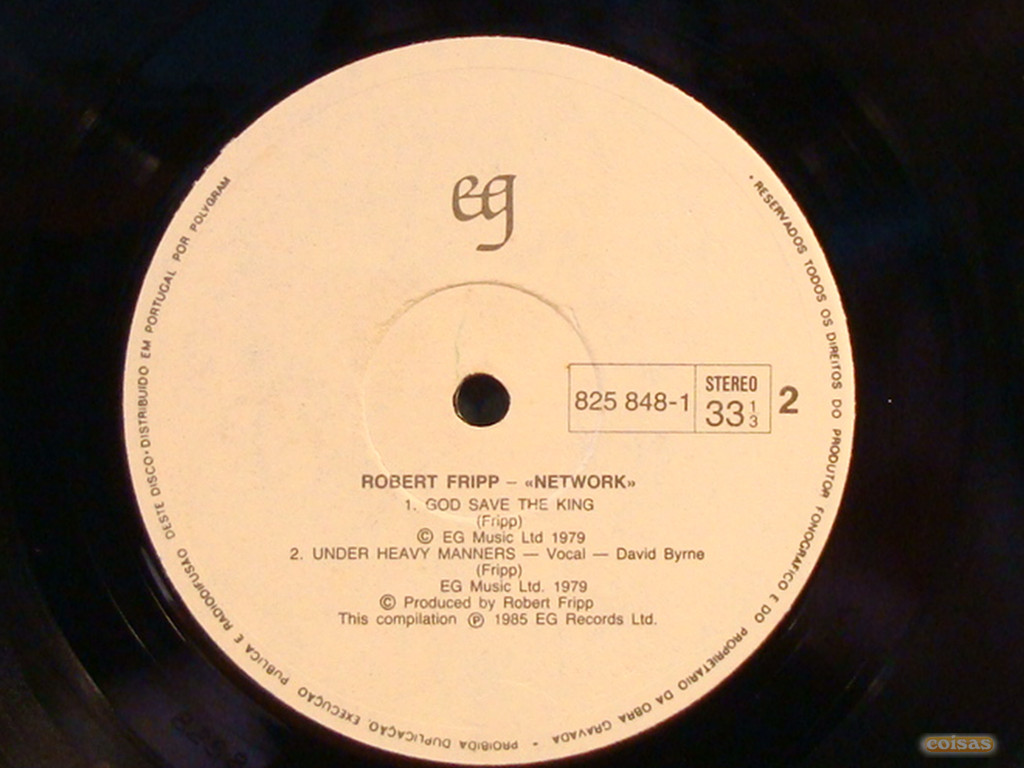 eg
825 848-1
STEREO
33 1/3
2
ROBERT FRIPP – «NETWORK»
1. GOD SAVE THE KING
(Fripp)
© EG Music Ltd 1979
2. UNDER HEAVY MANNERS — Vocal — David Byrne
(Fripp)
EG Music Ltd. 1979
© Produced by Robert Fripp
This compilation ℗ 1985 EG Records Ltd.
• RESERVADOS TODOS OS DIREITOS DO PRODUTOR FONOGRAFICO E DO PROPRIETARIO DA OBRA GRAVADA • PROIBIDA DUPLICAÇÃO, EXECUÇÃO PUBLICA E RADIODIFUSAO DESTE DISCO • DISTRIBUIDO EM PORTUGAL POR POLYGRAM
coisas